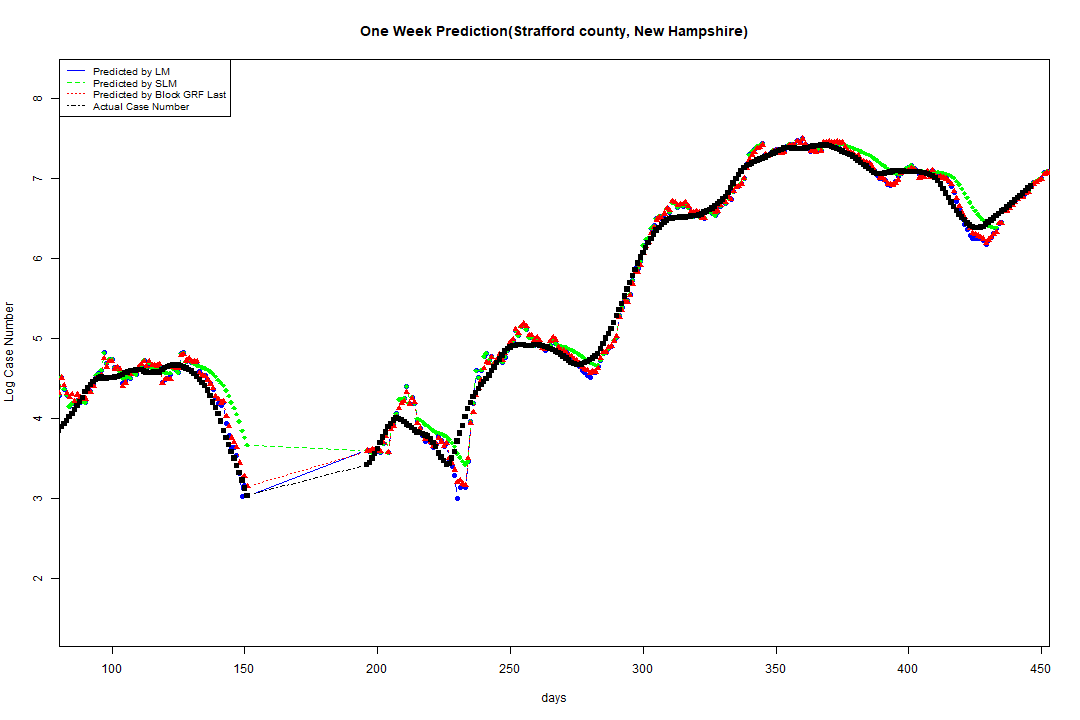 One Week Prediction(Strafford county, New Hampshire)
Predicted by LM
Predicted by SLM
Predicted by Block GRF Last
Actual Case Number
8
7
6
5
4
3
2
Log Case Number
100 150 200 250 300 350 400 450
days